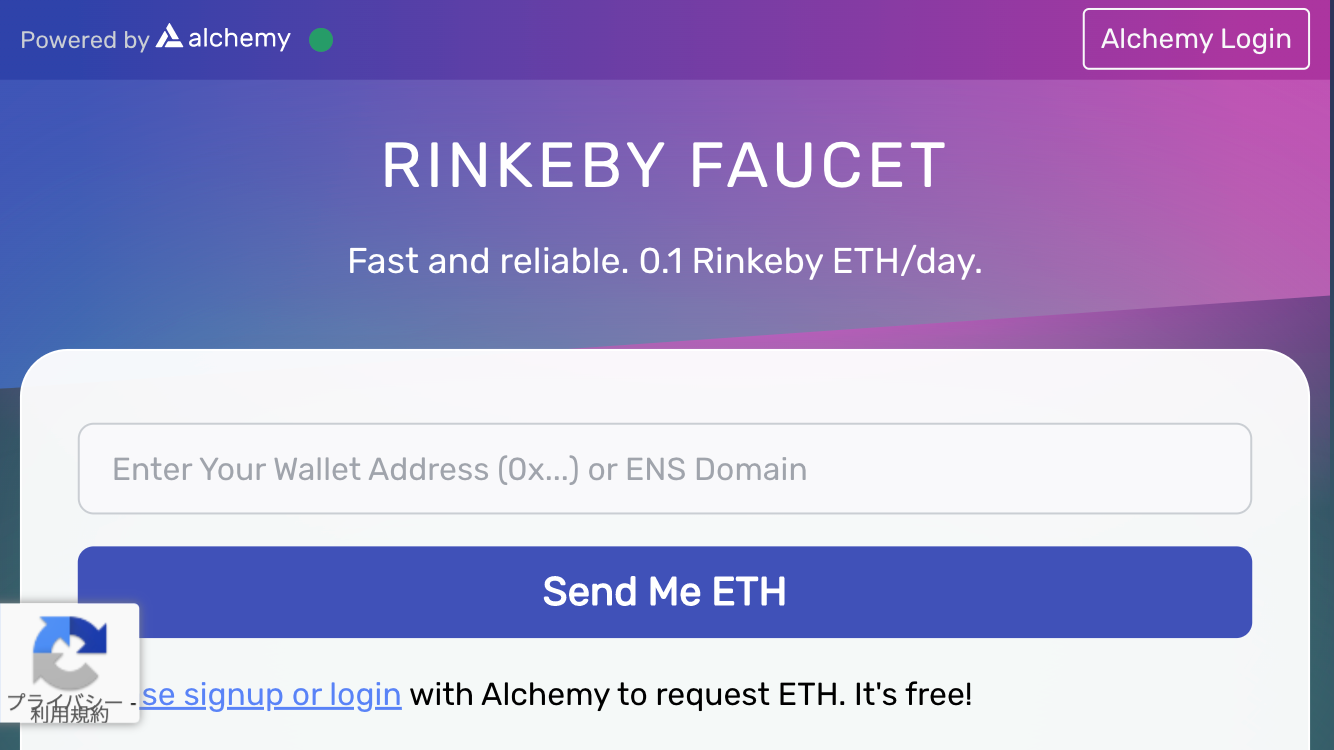 Powered by alchemy
Alchemy Login
RINKEBY FAUCET
Fast and reliable. 0.1 Rinkeby ETH/day.
Enter Your Wallet Address (0x...) or ENS Domain
Send Me ETH
se signup or login with Alchemy to request ETH. It's free!
プライバシー -
利用規約